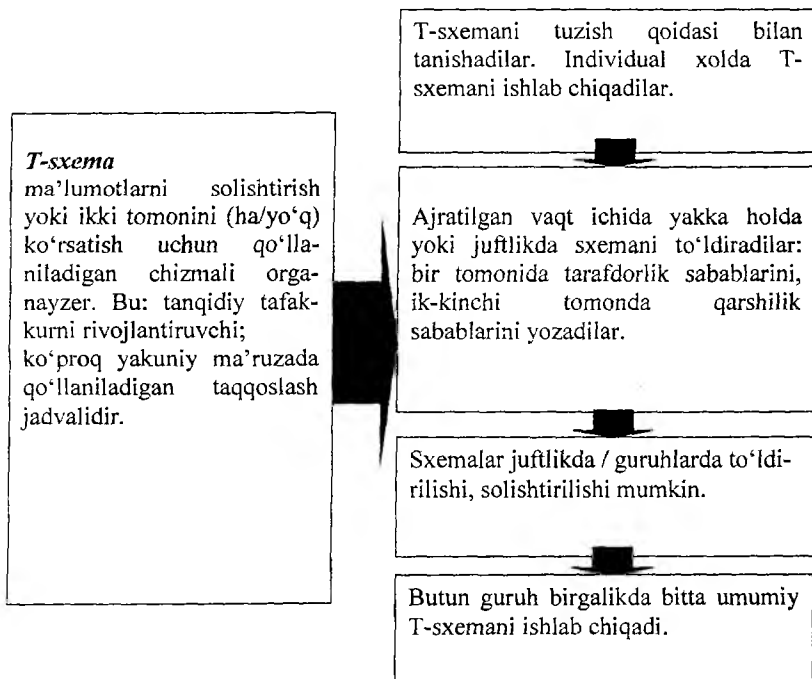 T-sxema
ma’lumotlarni solishtirish
yoki ikki tomonini (ha/yo‘q)
ko‘rsatish uchun qo‘lla-
niladigan chizmali orga-
nayzer. Bu: tanqidiy tafak-
kurni rivojlantiruvchi;
ko‘proq yakuniy ma’ruzada
qo‘llaniladigan taqqoslash
jadvalidir.
T-sxemani tuzish qoidasi bilan
tanishadilar. Individual xolda T-
sxemani ishlab chiqadilar.
Ajratilgan vaqt ichida yakka holda
yoki juftlikda sxemani to‘ldiradilar:
bir tomonida tarafdorlik sabablarini,
ik-kinchi tomonda qarshilik
sabablarini yozadilar.
Sxemalar juftlikda / guruhlarda to‘ldi-
rilishi, solishtirilishi mumkin.
Butun guruh birgalikda bitta umumiy
T-sxemani ishlab chiqadi.